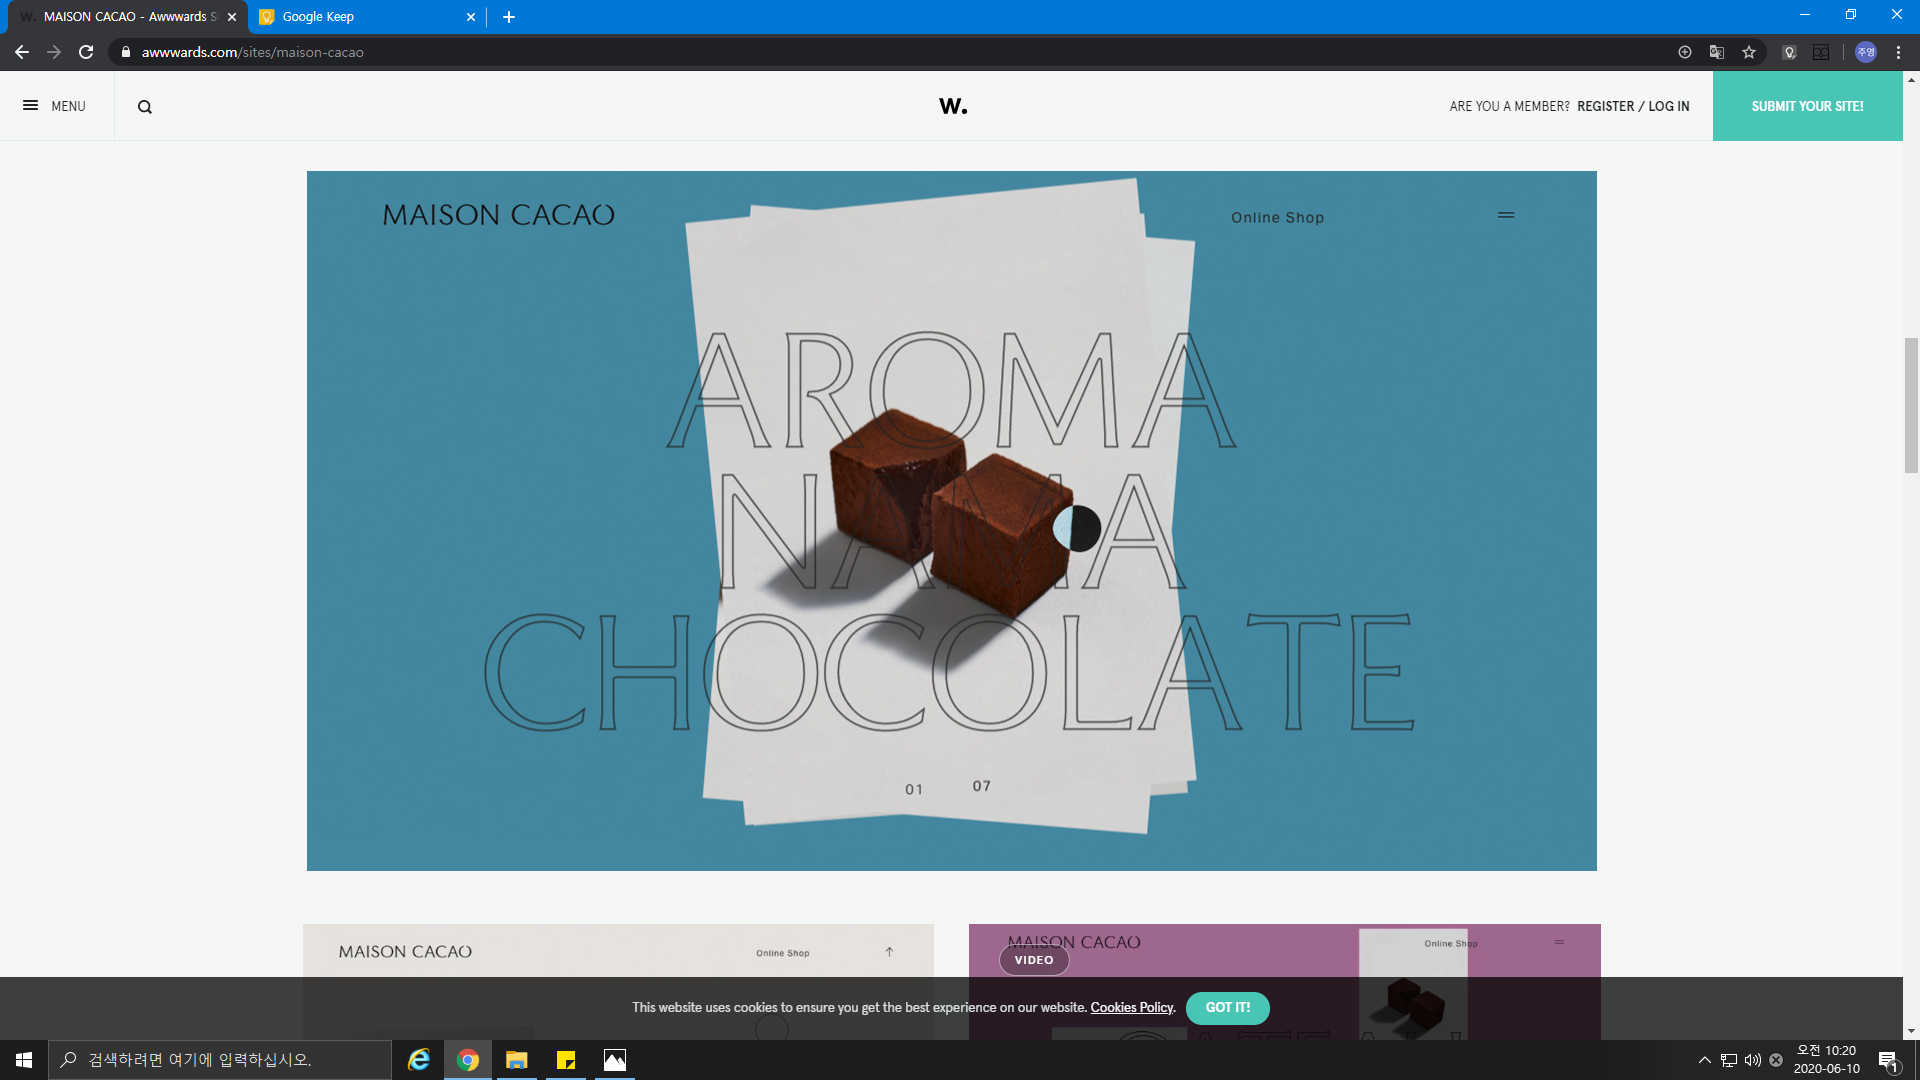 MAISON CACAO - Awwwards S
Google Keep
awwwards.com/sites/maison-cacao
주영
MENU
W.
ARE YOU A MEMBER? REGISTER / LOG IN
SUBMIT YOUR SITE!
MAISON CACAO
Online Shop
AROMA
NAMA
CHOCOLATE
01 07
MAISON CACAO
Online Shop
MAISON CACAO
Online Shop
VIDEO
This website uses cookies to ensure you get the best experience on our website. Cookies Policy.
GOT IT!
검색하려면 여기에 입력하십시오.
오전 10:20
2020-06-10
1